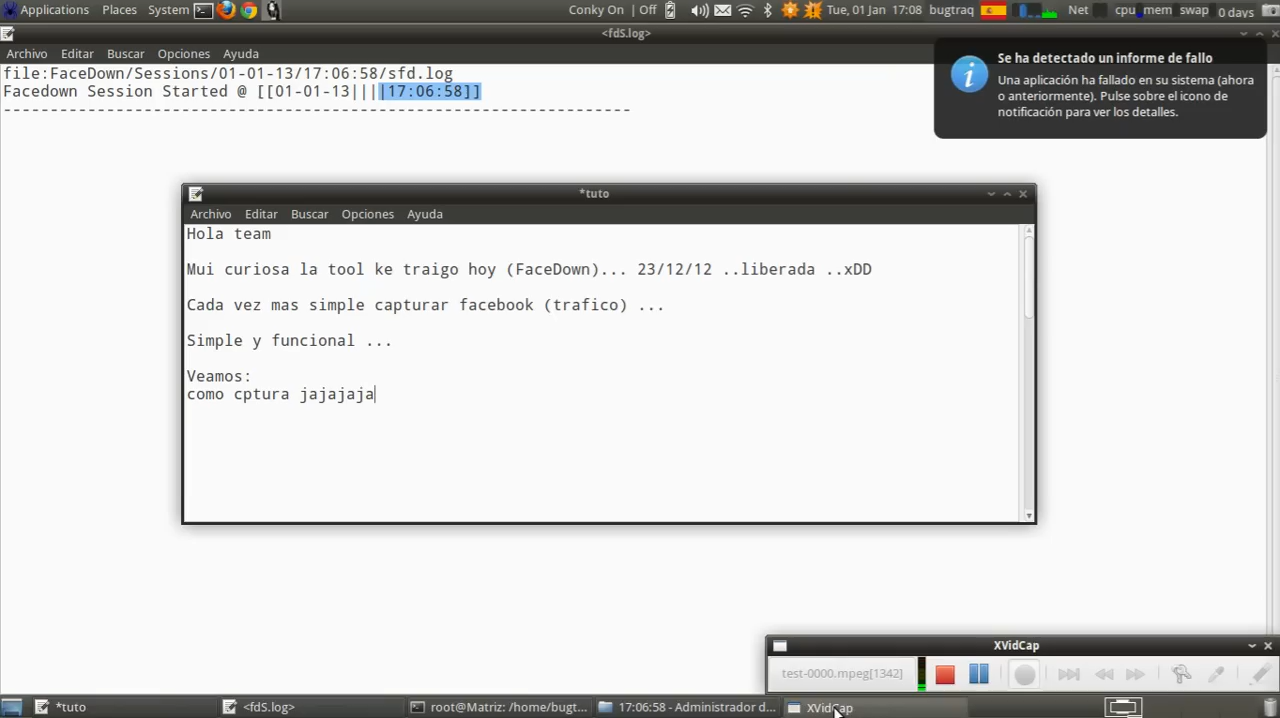 Applications Places System Conky On | Off Tue, 01 Jan 17:08 bugtraq Net cpu mem swap 0 days
<fdS.log>
Archivo Editar Buscar Opciones Ayuda
file:FaceDown/Sessions/01-01-13/17:06:58/sfd.log
Facedown Session Started @ [[01-01-13||||17:06:58]]
--------------------------------------------------------------------
Se ha detectado un informe de fallo
Una aplicación ha fallado en su sistema (ahora
o anteriormente). Pulse sobre el icono de
notificación para ver los detalles.
*tuto
Archivo Editar Buscar Opciones Ayuda
Hola team
Mui curiosa la tool ke traigo hoy (FaceDown)... 23/12/12 ..liberada ..xDD
Cada vez mas simple capturar facebook (trafico) ...
Simple y funcional ...
Veamos:
como cptura jajajaja
XVidCap
test-0000.mpeg[1342]
*tuto <fdS.log> root@Matriz: /home/bugt... 17:06:58 - Administrador d... XVidCap